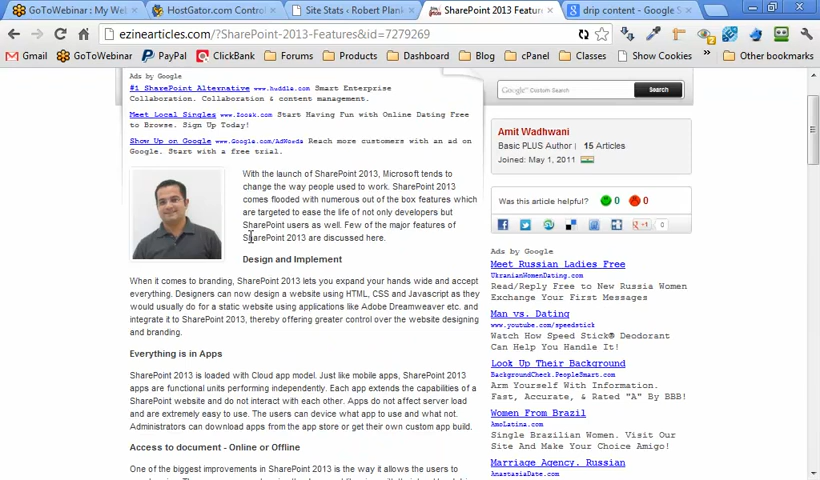 GoToWebinar : My Wel
HostGator.com Control
Site Stats ‹ Robert Plank
SharePoint 2013 Featur
drip content - Google S
ezinearticles.com/?SharePoint-2013-Features&id=7279269
Gmail
GoToWebinar
PayPal
ClickBank
Forums
Products
Dashboard
Blog
cPanel
Classes
SHOEMONEY
»
Other bookmarks
Ads by Google
#1 SharePoint Alternative www.huddle.com Smart Enterprise
Collaboration. Collaboration & content management.
Meet Local Singles www.Zoosk.com Start Having Fun with Online Dating Free
to Browse. Sign Up Today!
Show Up on Google www.Google.com/AdWords Reach more customers with an ad on
Google. Start with a free trial.
With the launch of SharePoint 2013, Microsoft tends to
change the way people used to work. SharePoint 2013
comes flooded with numerous out of the box features which
are targeted to ease the life of not only developers but
SharePoint users as well. Few of the major features of
SharePoint 2013 are discussed here.
Design and Implement
When it comes to branding, SharePoint 2013 lets you expand your hands wide and accept
everything. Designers can now design a website using HTML, CSS and Javascript as they
would usually do for a static website using applications like Adobe Dreamweaver etc. and
integrate it to SharePoint 2013, thereby offering greater control over the website designing
and branding.
Everything is in Apps
SharePoint 2013 is loaded with Cloud app model. Just like mobile apps, SharePoint 2013
apps are functional units performing independently. Each app extends the capabilities of a
SharePoint website and do not interact with each other. Apps do not affect server load
and are extremely easy to use. The users can device what app to use and what not.
Administrators can download apps from the app store or get their own custom app build.
Access to document - Online or Offline
One of the biggest improvements in SharePoint 2013 is the way it allows the users to
Google Custom Search
Search
Amit Wadhwani
Basic PLUS Author | 15 Articles
Joined: May 1, 2011
Was this article helpful? 0 0
+1 0
Ads by Google
Meet Russian Ladies Free
UkranianWomenDating.com
Read/Reply Free to New Russia Women
Exchange Your First Messages
Man vs. Dating
www.youtube.com/speedstick
Watch How Speed Stick® Deodorant
Can Help You Handle It!
Look Up Their Background
BackgroundCheck.PeopleSmart.com
Arm Yourself With Information.
Fast, Accurate, & Rated "A" By BBB!
Women From Brazil
AmoLatina.com
Single Brazilian Women. Visit Our
Site And Make Your Choice Amigo!
Marriage Agency. Russian
AnastasiaDate.com